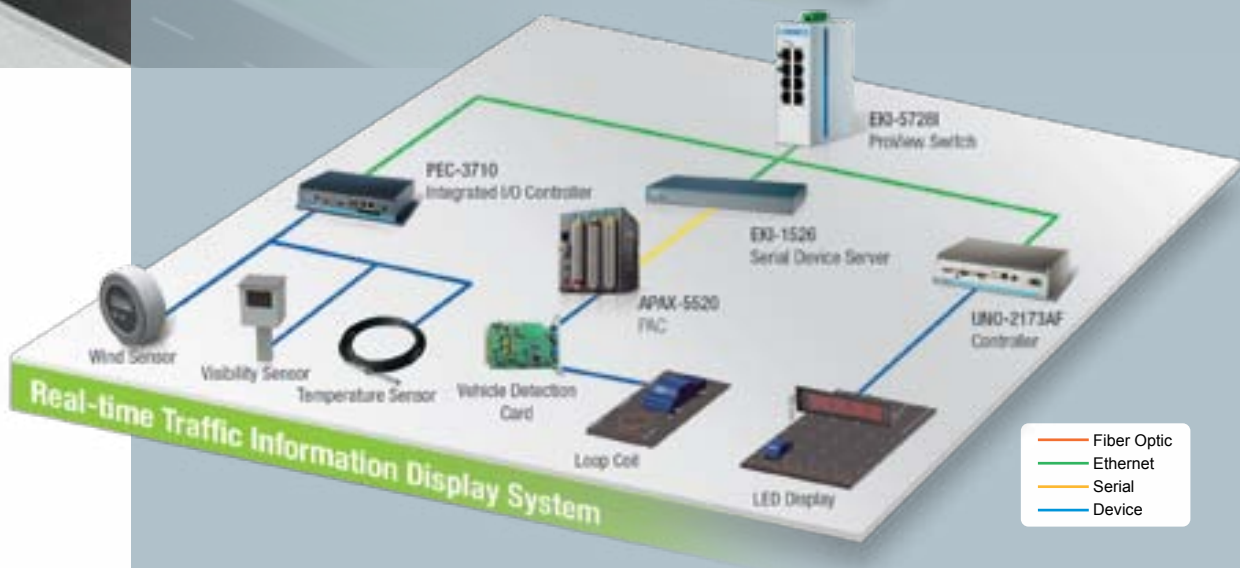 EKI-5728I
ProView Switch
PEC-3710
Integrated I/O Controller
EKI-1526
Serial Device Server
APAX-5520
PAC
UNO-2173AF
Controller
Wind Sensor
Visibility Sensor
Temperature Sensor
Vehicle Detection
Card
Loop Coil
LED Display
Real-time Traffic Information Display System
Fiber Optic
Ethernet
Serial
Device